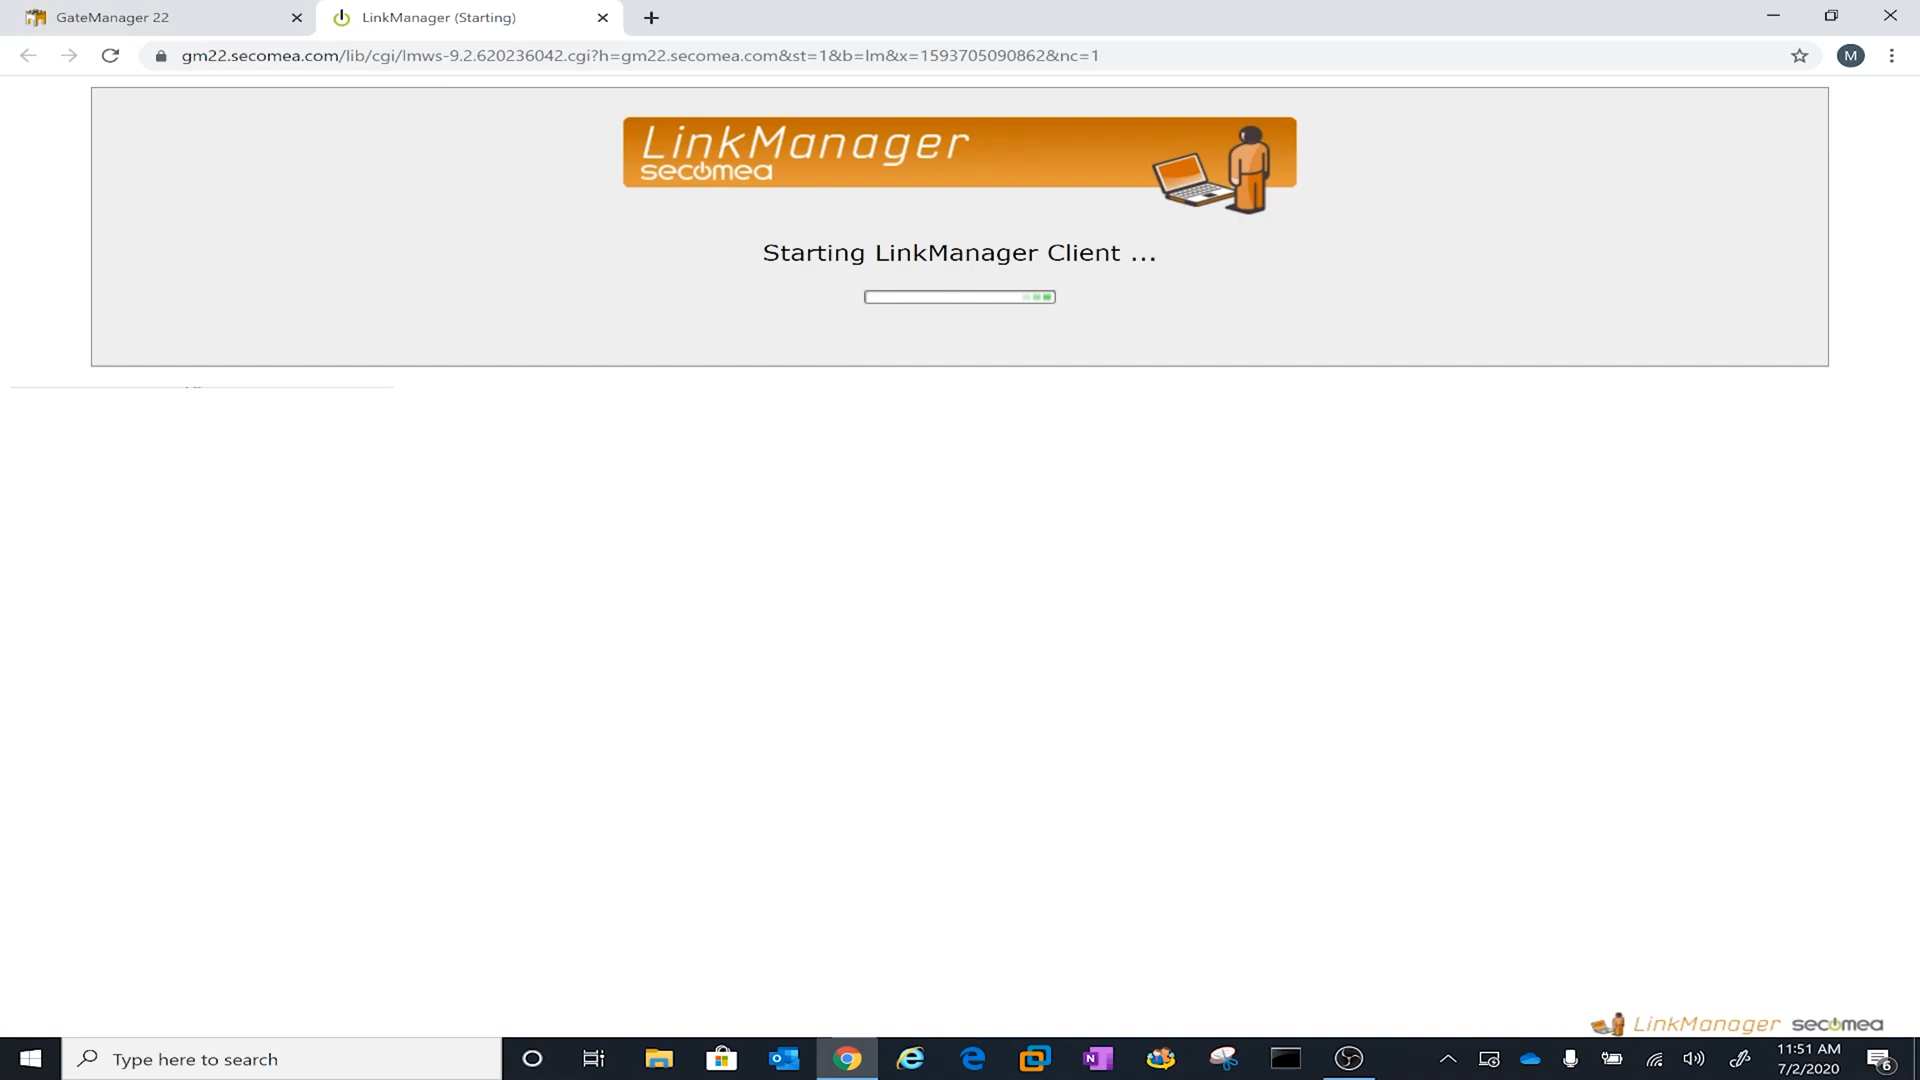 GateManager 22
LinkManager (Starting)
gm22.secomea.com/lib/cgi/lmws-9.2.620236042.cgi?h=gm22.secomea.com&st=1&b=lm&x=1593705090862&nc=1
M
LinkManager
secomea
Starting LinkManager Client ...
LinkManager secomea
Type here to search
11:51 AM
7/2/2020
6